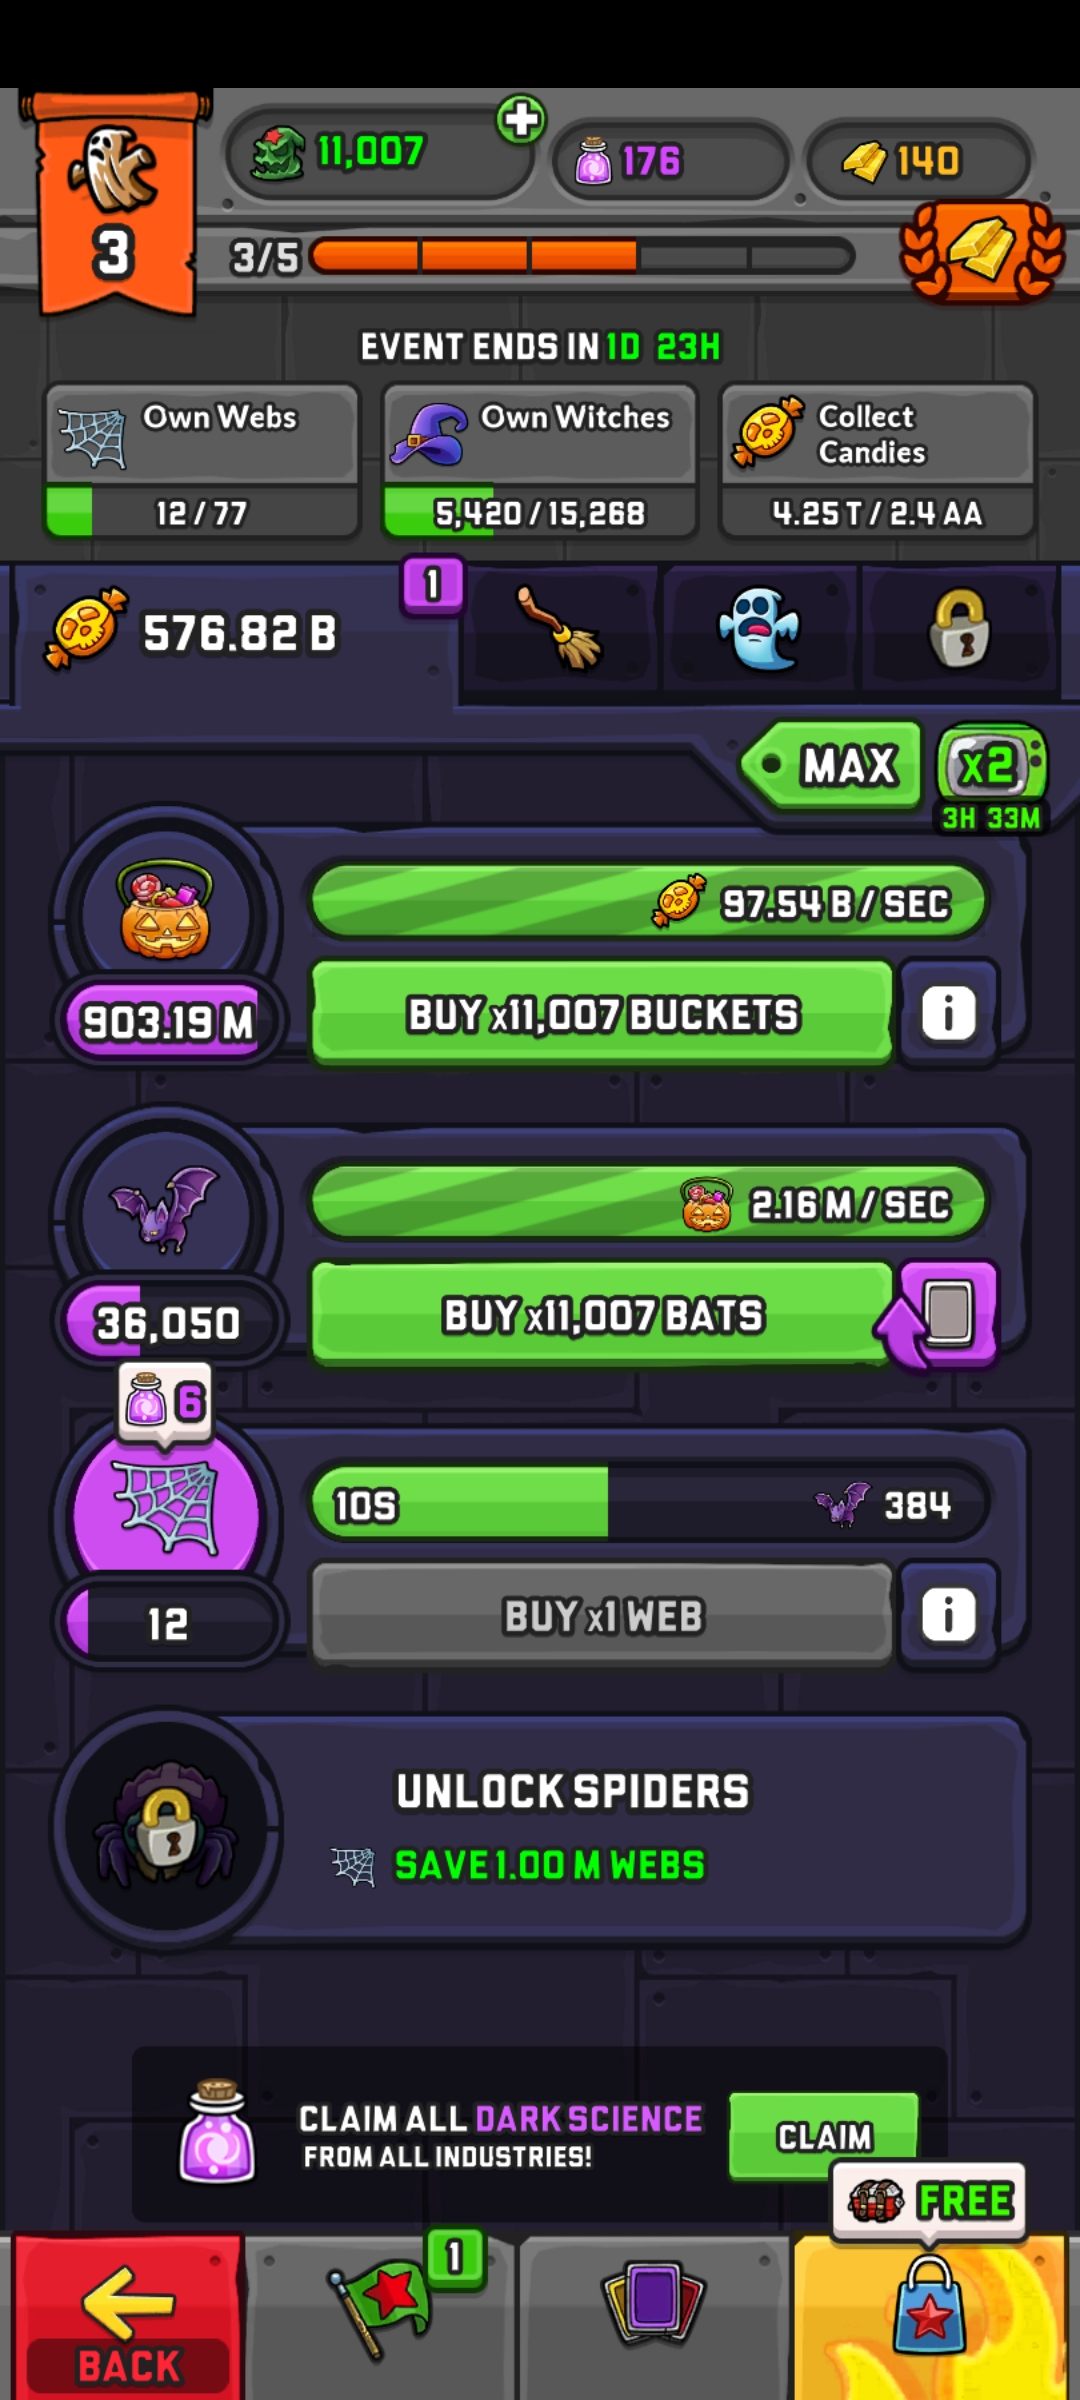 11,007
176
140
3
3/5
EVENT ENDS IN 1D 23H
Own Webs
12/77
Own Witches
5,420/15,268
Collect
Candies
4.25 T / 2.4 AA
576.82 B
1
MAX
x2
3H 33M
97.54 B / SEC
903.19 M
BUY x11,007 BUCKETS
i
2.16 M / SEC
36,050
BUY x11,007 BATS
6
10S
384
12
BUY x1 WEB
i
UNLOCK SPIDERS
SAVE 1.00 M WEBS
CLAIM ALL DARK SCIENCE
FROM ALL INDUSTRIES!
CLAIM
FREE
1
BACK